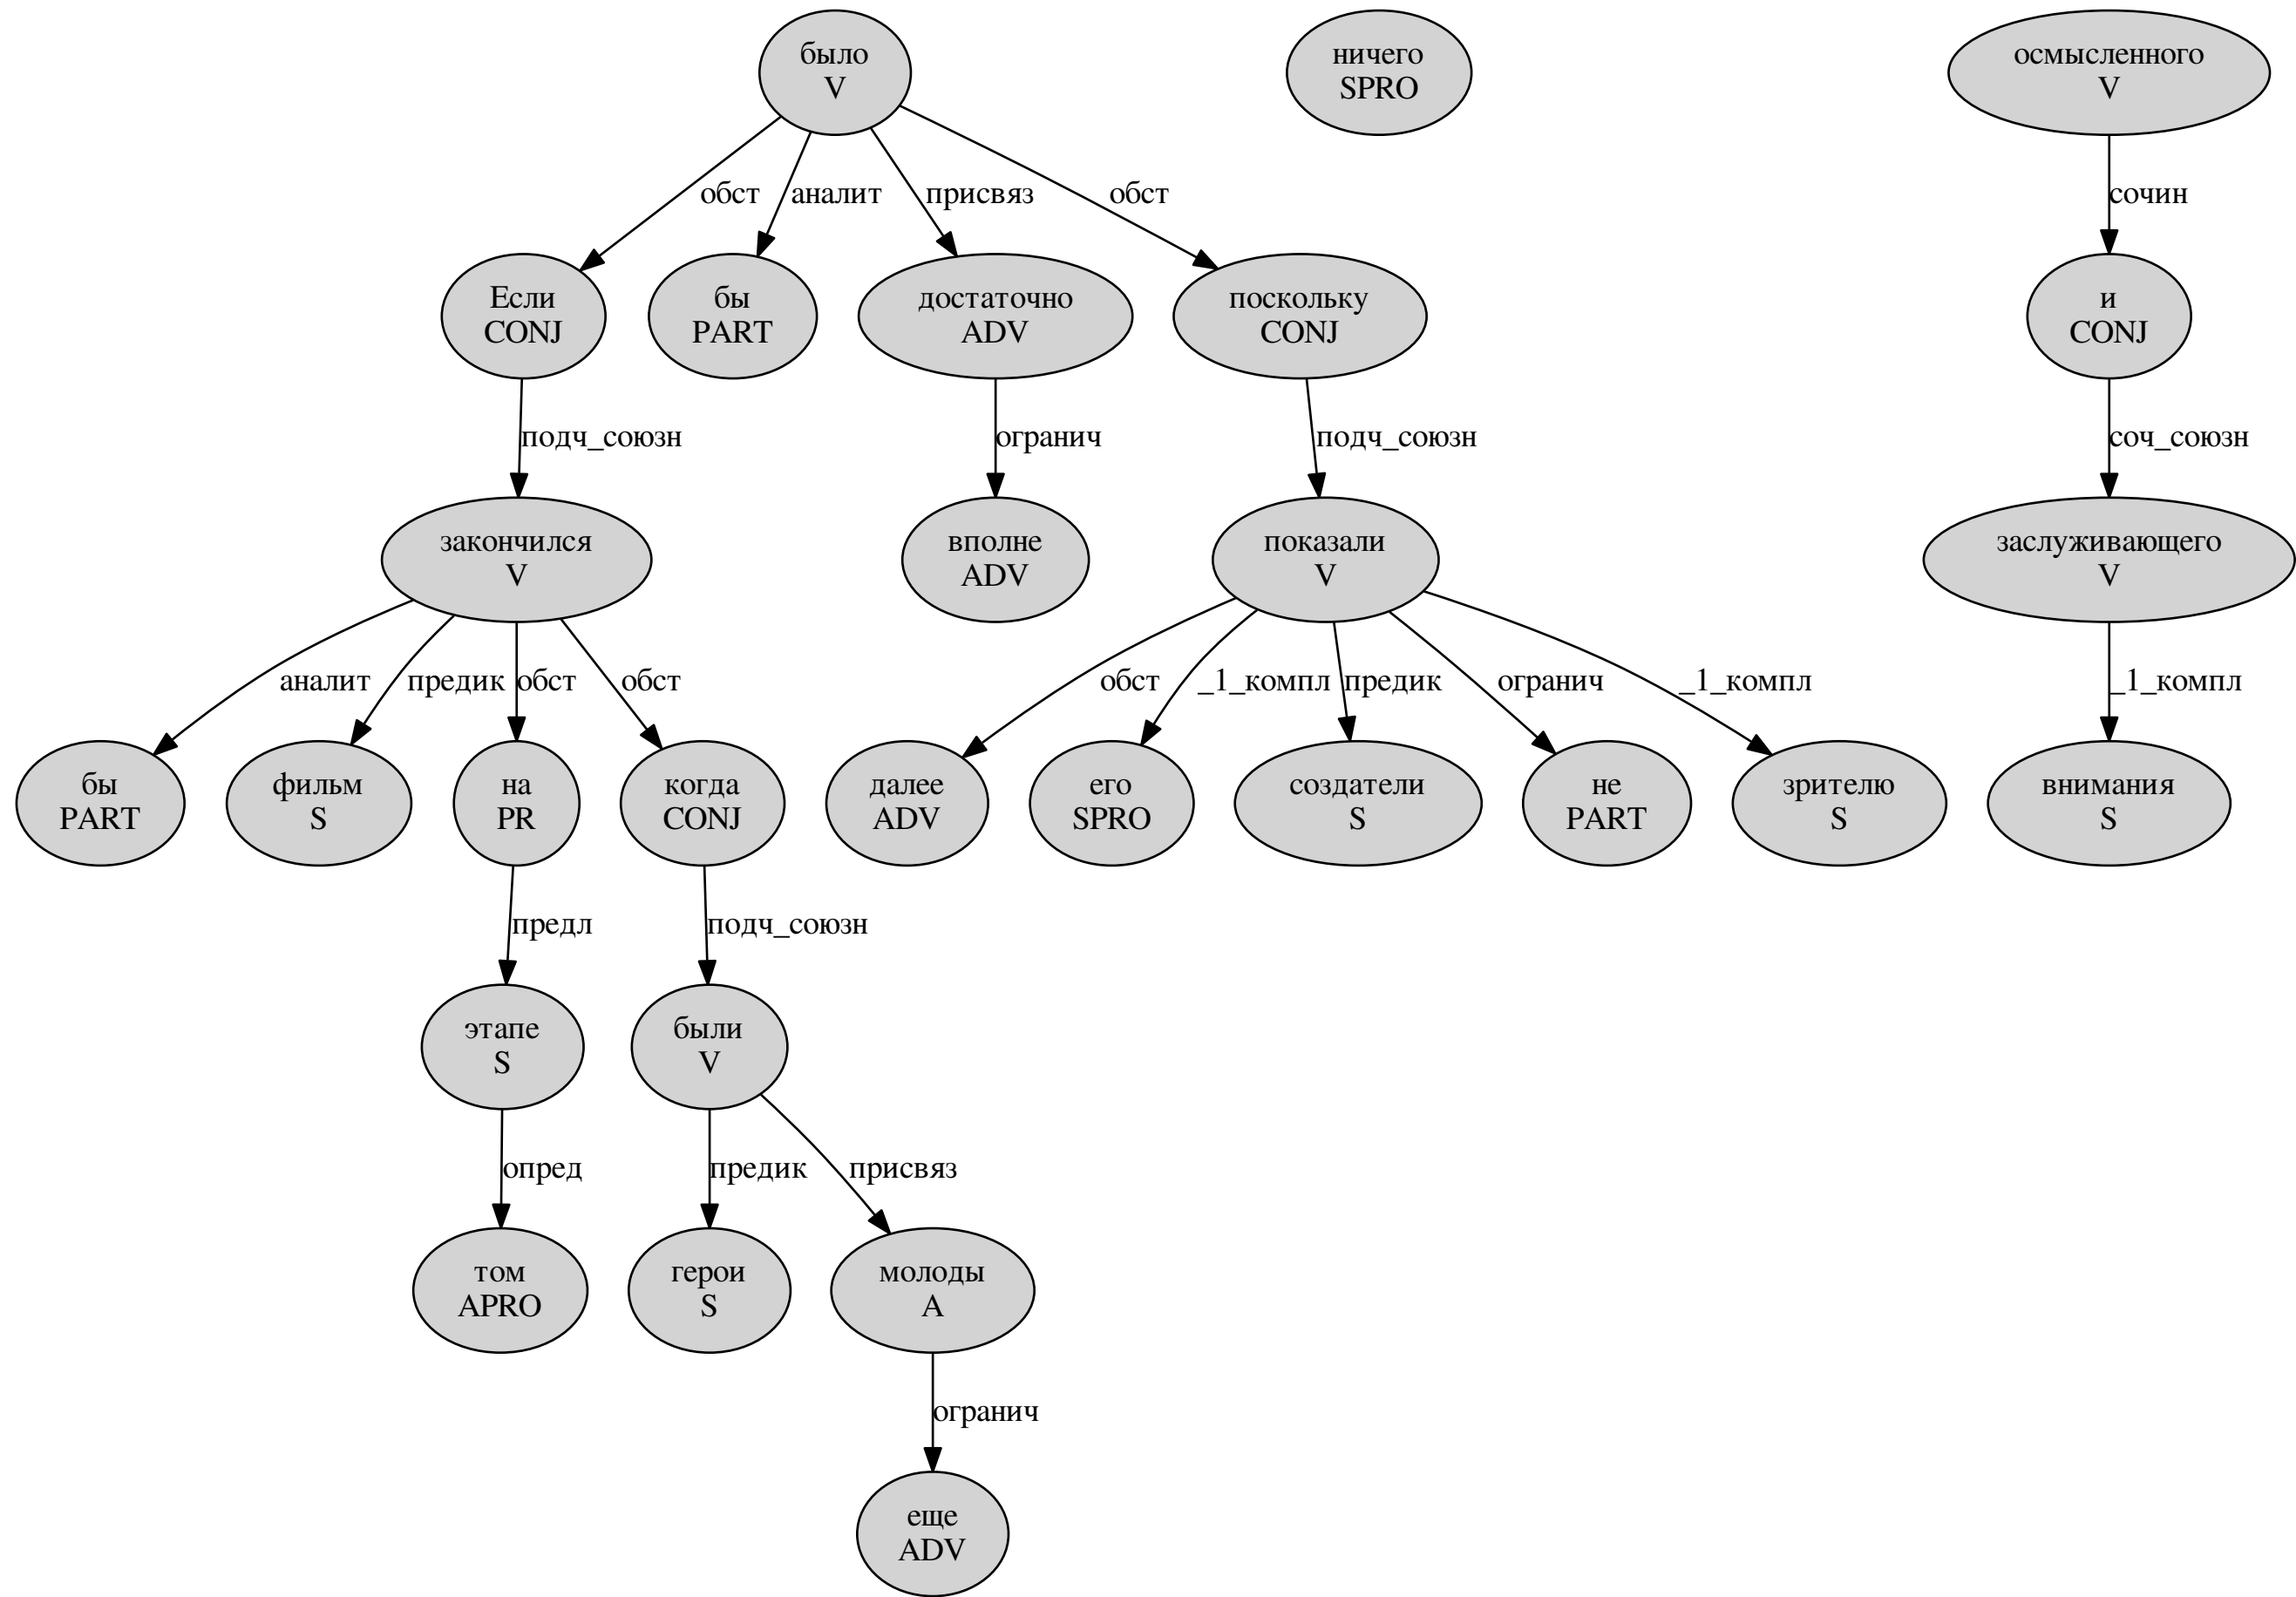 было
V
ничего
SPRO
осмысленного
V
обст
аналит
присвяз
обст
сочин
Если
CONJ
бы
PART
достаточно
ADV
поскольку
CONJ
и
CONJ
подч_союзн
огранич
подч_союзн
соч_союзн
закончился
V
вполне
ADV
показали
V
заслуживающего
V
аналит
предик
обст
обст
обст
_1_компл
предик
огранич
_1_компл
_1_компл
бы
PART
фильм
S
на
PR
когда
CONJ
далее
ADV
его
SPRO
создатели
S
не
PART
зрителю
S
внимания
S
предл
подч_союзн
этапе
S
были
V
опред
предик
присвяз
том
APRO
герои
S
молоды
A
огранич
еще
ADV